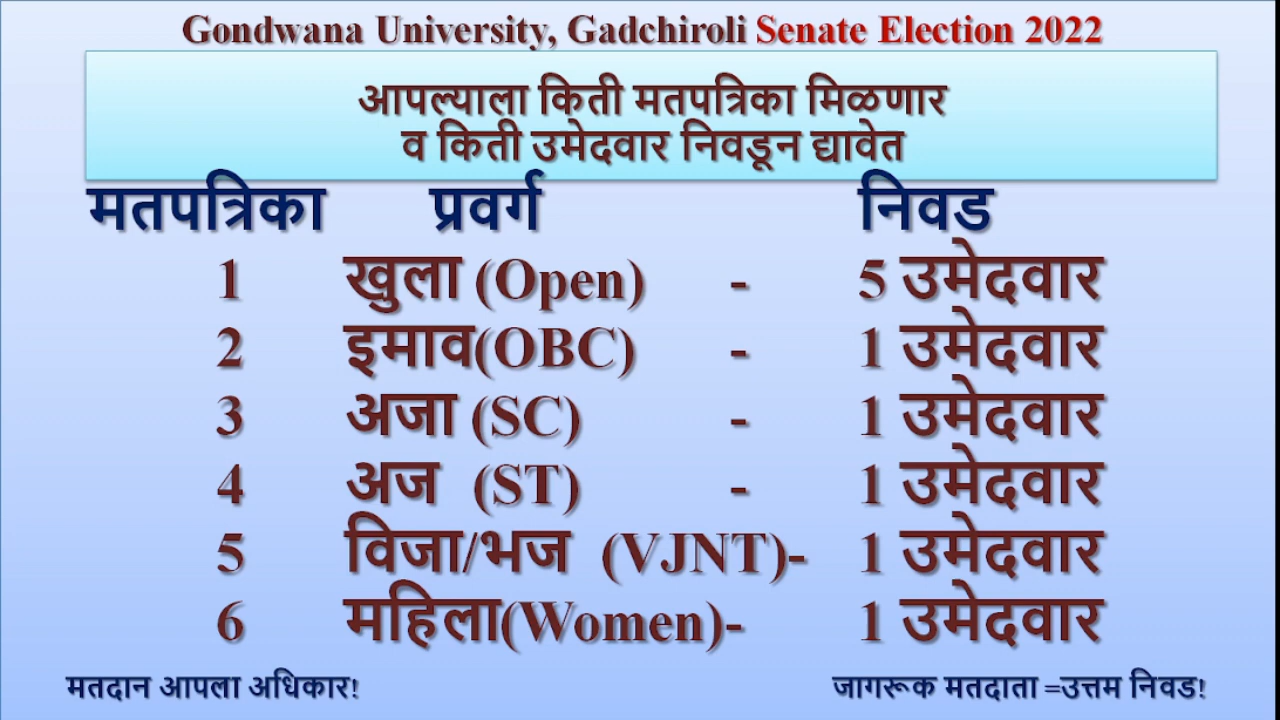 Gondwana University, Gadchiroli Senate Election 2022
आपल्याला किती मतपत्रिका मिळणार
व किती उमेदवार निवडून द्यावेत
मतपत्रिका प्रवर्ग निवड
1 खुला (Open) - 5 उमेदवार
2 इमाव(OBC) - 1 उमेदवार
3 अजा (SC) - 1 उमेदवार
4 अज (ST) - 1 उमेदवार
5 विजा/भज (VJNT)- 1 उमेदवार
6 महिला(Women)- 1 उमेदवार
मतदान आपला अधिकार! जागरूक मतदाता =उत्तम निवड!